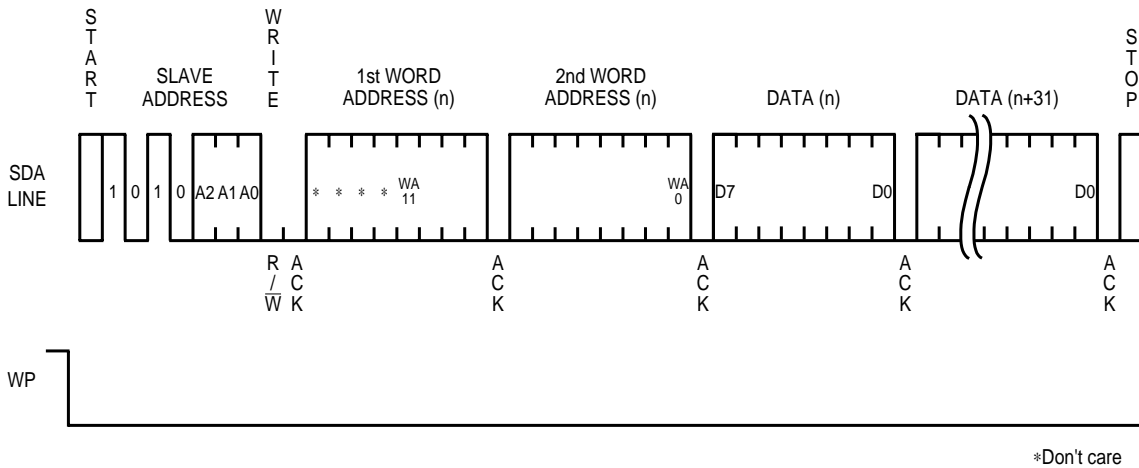 START
SLAVE
ADDRESS
WRITE
1st WORD
ADDRESS (n)
2nd WORD
ADDRESS (n)
DATA (n)
DATA (n+31)
STOP
SDA
LINE
1 0 1 0 A2 A1 A0
* * * * WA
11
WA
0
D7 D0
D0
R/W̅
ACK
ACK
ACK
ACK
ACK
WP
*Don't care